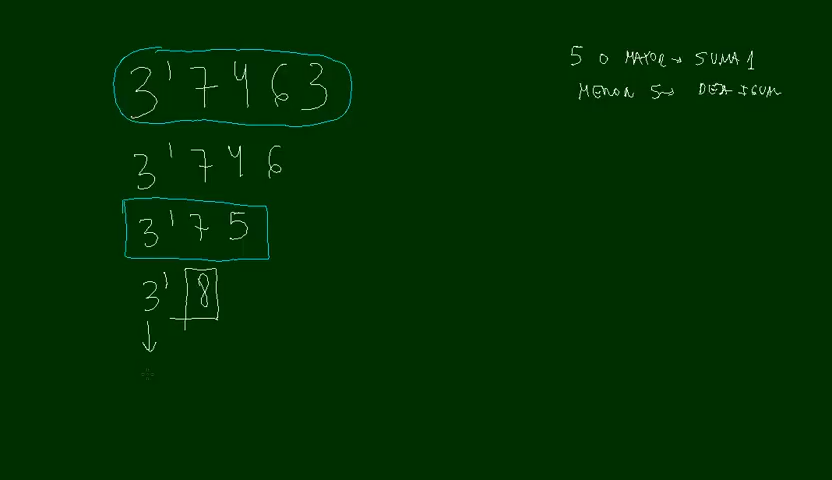 3'7463
5 O MAYOR → SUMA 1
MENOR 5 → DEJA IGUAL
3'746
3'75
3'8